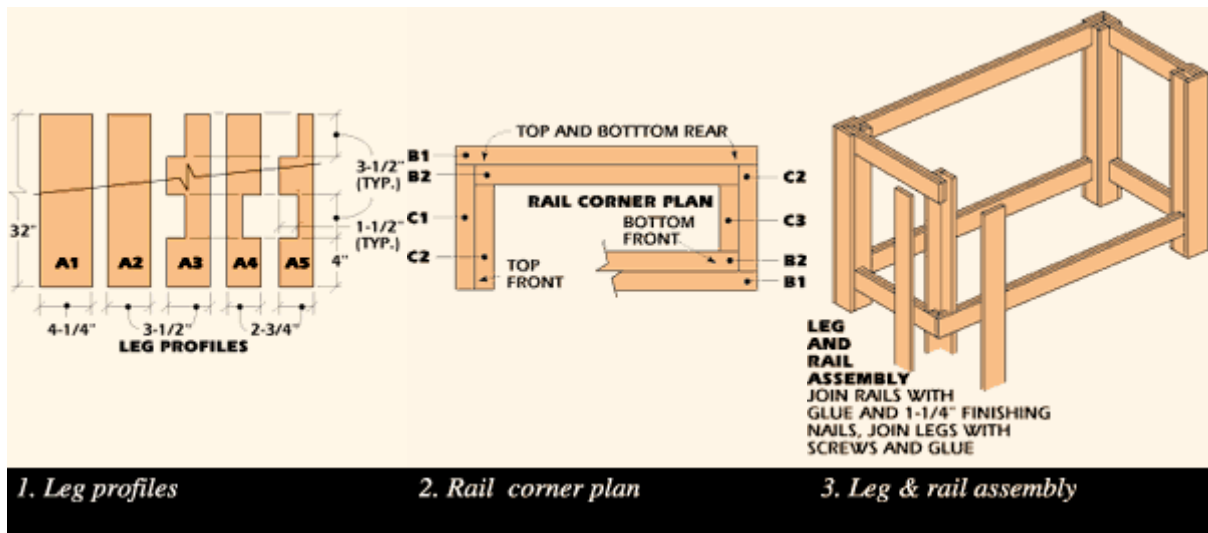 32"
A1
A2
A3
A4
A5
3-1/2"
(TYP.)
1-1/2"
(TYP.)
4"
4-1/4"
3-1/2"
2-3/4"
LEG PROFILES
TOP AND BOTTTOM REAR
B1
B2
C1
C2
RAIL CORNER PLAN
BOTTOM
FRONT
TOP
FRONT
C2
C3
B2
B1
LEG
AND
RAIL
ASSEMBLY
JOIN RAILS WITH
GLUE AND 1-1/4" FINISHING
NAILS, JOIN LEGS WITH
SCREWS AND GLUE
1. Leg profiles
2. Rail corner plan
3. Leg & rail assembly